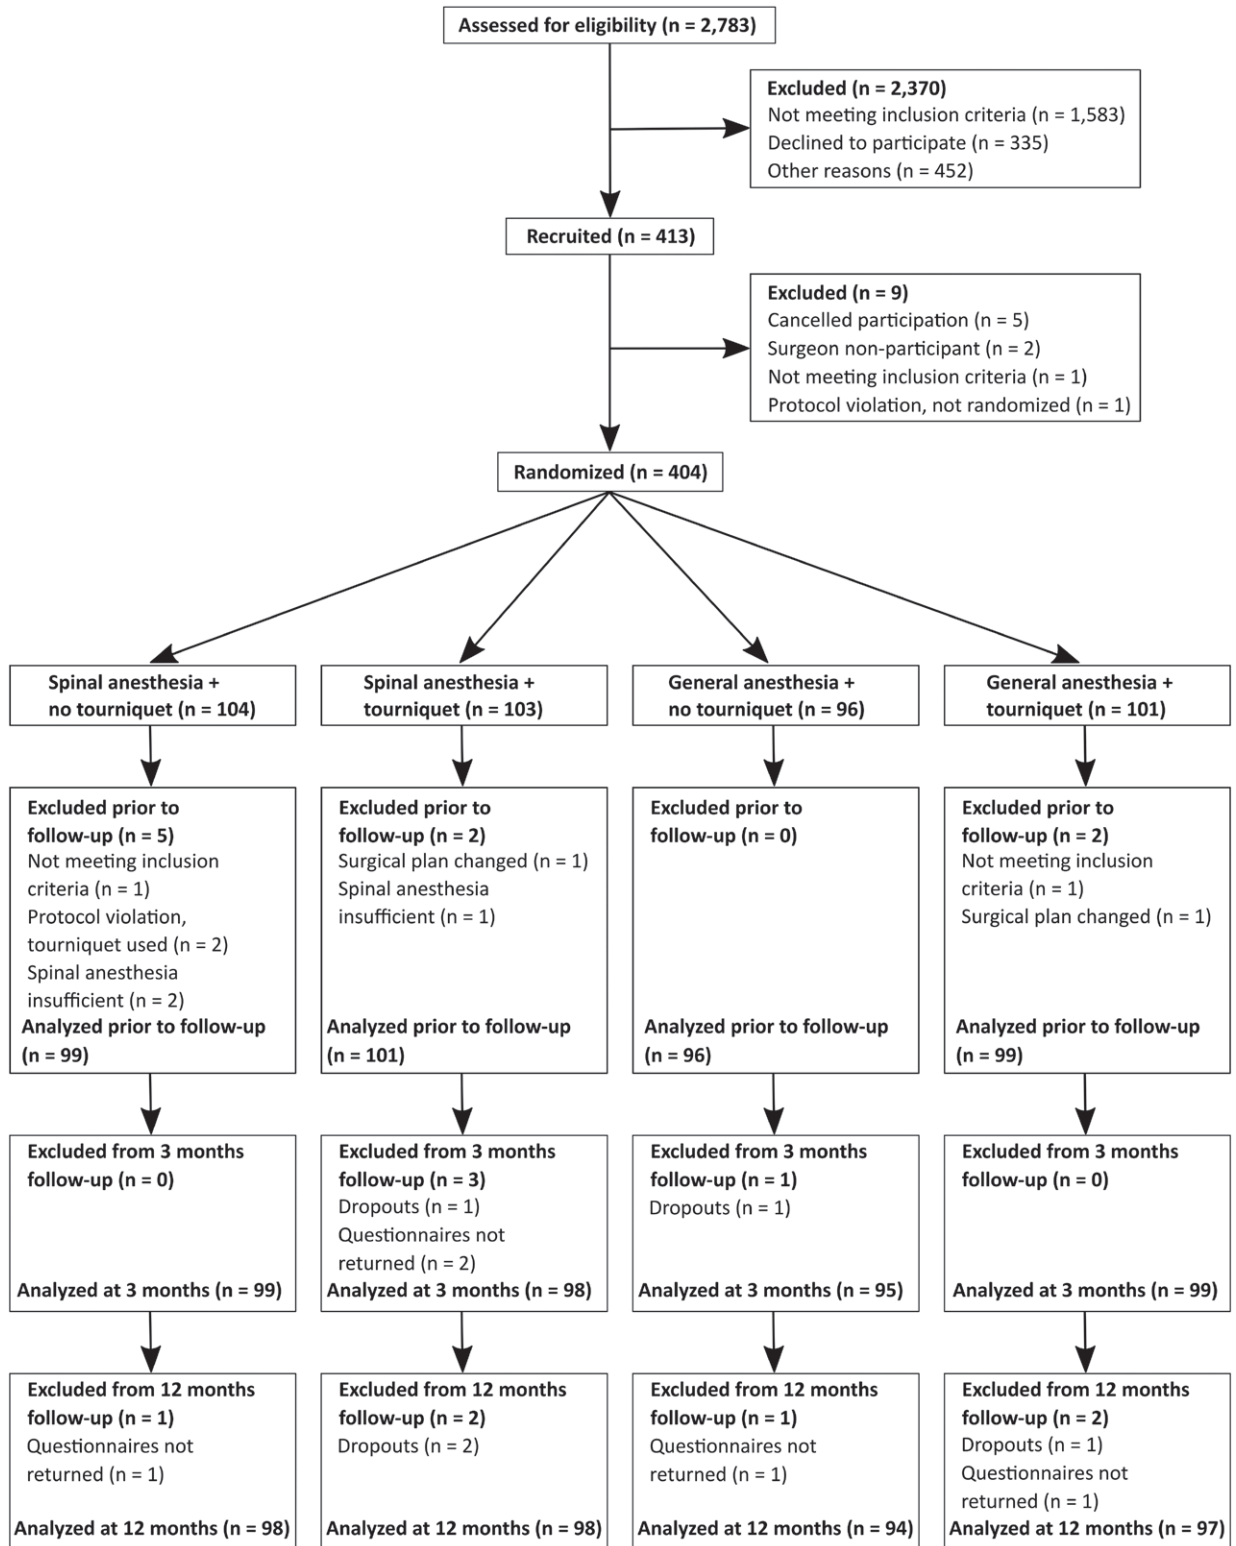 Assessed for eligibility (n = 2,783)
Excluded (n = 2,370)
Not meeting inclusion criteria (n = 1,583)
Declined to participate (n = 335)
Other reasons (n = 452)
Recruited (n = 413)
Excluded (n = 9)
Cancelled participation (n = 5)
Surgeon non-participant (n = 2)
Not meeting inclusion criteria (n = 1)
Protocol violation, not randomized (n = 1)
Randomized (n = 404)
Spinal anesthesia +
no tourniquet (n = 104)
Excluded prior to
follow-up (n = 5)
Not meeting inclusion
criteria (n = 1)
Protocol violation,
tourniquet used (n = 2)
Spinal anesthesia
insufficient (n = 2)
Analyzed prior to follow-up
(n = 99)
Excluded from 3 months
follow-up (n = 0)
Analyzed at 3 months (n = 99)
Excluded from 12 months
follow-up (n = 1)
Questionnaires not
returned (n = 1)
Analyzed at 12 months (n = 98)
Spinal anesthesia +
tourniquet (n = 103)
Excluded prior to
follow-up (n = 2)
Surgical plan changed (n = 1)
Spinal anesthesia
insufficient (n = 1)
Analyzed prior to follow-up
(n = 101)
Excluded from 3 months
follow-up (n = 3)
Dropouts (n = 1)
Questionnaires not
returned (n = 2)
Analyzed at 3 months (n = 98)
Excluded from 12 months
follow-up (n = 2)
Dropouts (n = 2)
Analyzed at 12 months (n = 98)
General anesthesia +
no tourniquet (n = 96)
Excluded prior to
follow-up (n = 0)
Analyzed prior to follow-up
(n = 96)
Excluded from 3 months
follow-up (n = 1)
Dropouts (n = 1)
Analyzed at 3 months (n = 95)
Excluded from 12 months
follow-up (n = 1)
Questionnaires not
returned (n = 1)
Analyzed at 12 months (n = 94)
General anesthesia +
tourniquet (n = 101)
Excluded prior to
follow-up (n = 2)
Not meeting inclusion
criteria (n = 1)
Surgical plan changed (n = 1)
Analyzed prior to follow-up
(n = 99)
Excluded from 3 months
follow-up (n = 0)
Analyzed at 3 months (n = 99)
Excluded from 12 months
follow-up (n = 2)
Dropouts (n = 1)
Questionnaires not
returned (n = 1)
Analyzed at 12 months (n = 97)